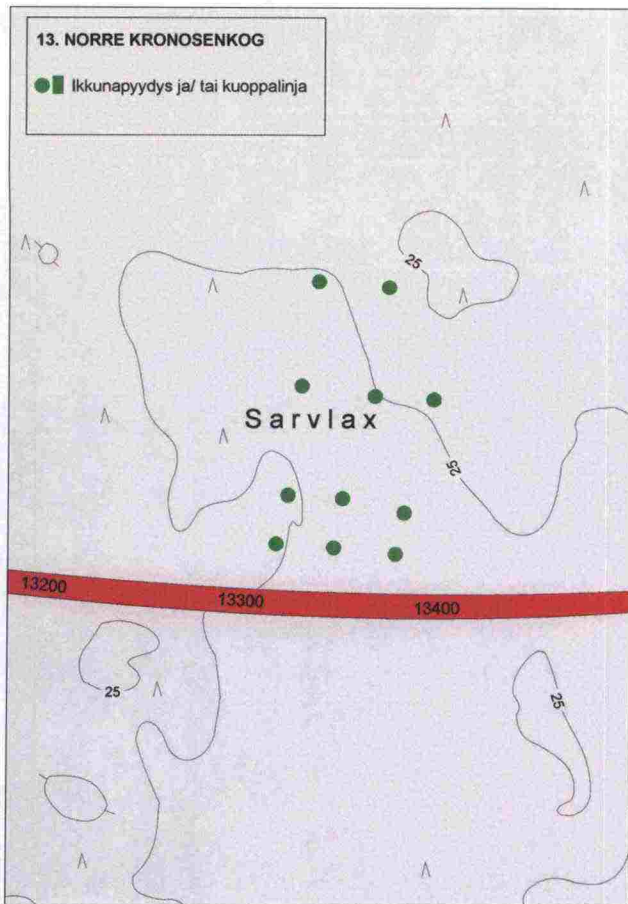 13. NORRE KRONOSENKOG
Ikkunapyydys ja/ tai kuoppalinja
25
Sarvlax
25
13200
13300
13400
25
25